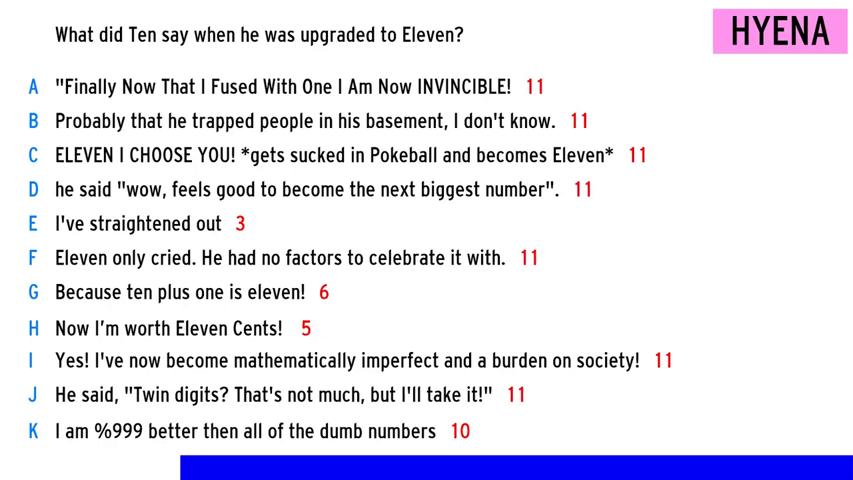 What did Ten say when he was upgraded to Eleven?
HYENA
A "Finally Now That I Fused With One I Am Now INVINCIBLE! 11
B Probably that he trapped people in his basement, I don't know. 11
C ELEVEN I CHOOSE YOU! *gets sucked in Pokeball and becomes Eleven* 11
D he said "wow, feels good to become the next biggest number". 11
E I've straightened out 3
F Eleven only cried. He had no factors to celebrate it with. 11
G Because ten plus one is eleven! 6
H Now I’m worth Eleven Cents! 5
I Yes! I've now become mathematically imperfect and a burden on society! 11
J He said, "Twin digits? That's not much, but I'll take it!" 11
K I am %999 better then all of the dumb numbers 10